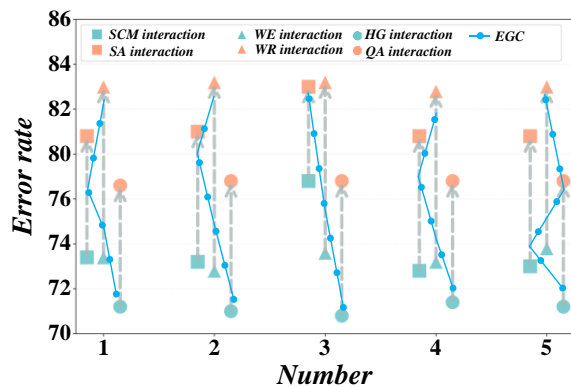 SCM interaction WE interaction HG interaction EGC
SA interaction WR interaction QA interaction
86
84
82
80
76
74
72
70
Error rate
1 2 3 4 5
Number